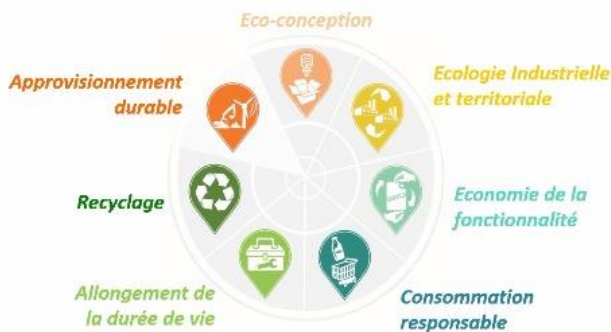 Eco-conception
Approvisionnement
durable
Ecologie Industrielle
et territoriale
Recyclage
Economie de la
fonctionnalité
Allongement de
la durée de vie
Consommation
responsable